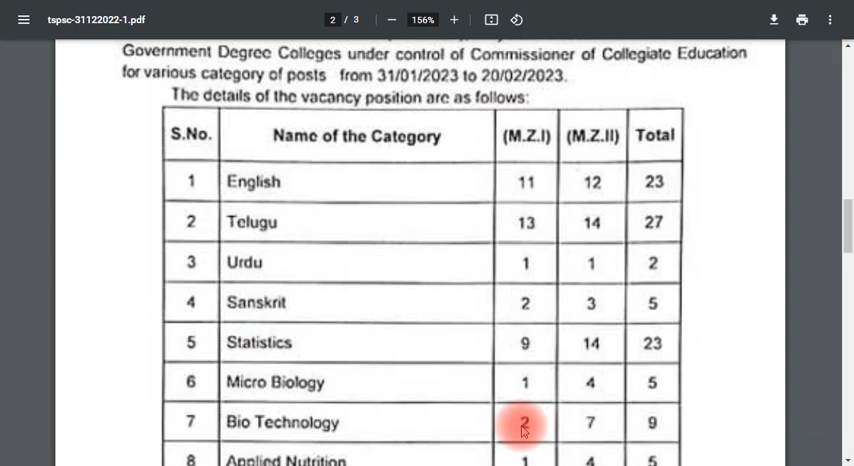 tspsc-31122022-1.pdf 2 / 3 156%
Government Degree Colleges under control of Commissioner of Collegiate Education
for various category of posts from 31/01/2023 to 20/02/2023.
The details of the vacancy position are as follows:
S.No. Name of the Category (M.Z.I) (M.Z.II) Total
1 English 11 12 23
2 Telugu 13 14 27
3 Urdu 1 1 2
4 Sanskrit 2 3 5
5 Statistics 9 14 23
6 Micro Biology 1 4 5
7 Bio Technology 2 7 9
8 Applied Nutrition 1 4 5